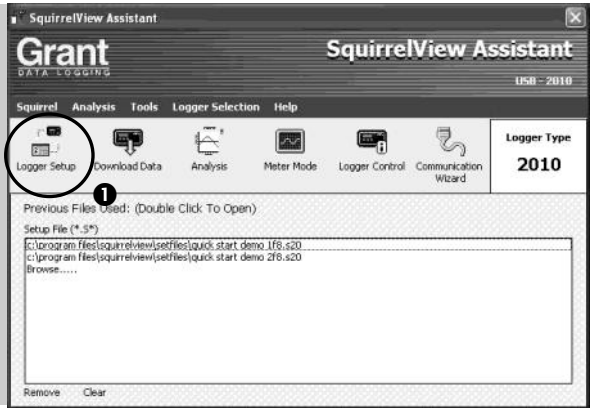 SquirrelView Assistant
Grant
DATA LOGGING
SquirrelView Assistant
USB - 2010
Squirrel Analysis Tools Logger Selection Help
Logger Setup
Download Data
Analysis
Meter Mode
Logger Control
Communication
Wizard
Logger Type
2010
1
Previous Files Used: (Double Click To Open)
Setup File (*.S*)
c:\program files\squirrelview\setfiles\quick start demo 1f8.s20
c:\program files\squirrelview\setfiles\quick start demo 2f8.s20
Browse.....
Remove Clear